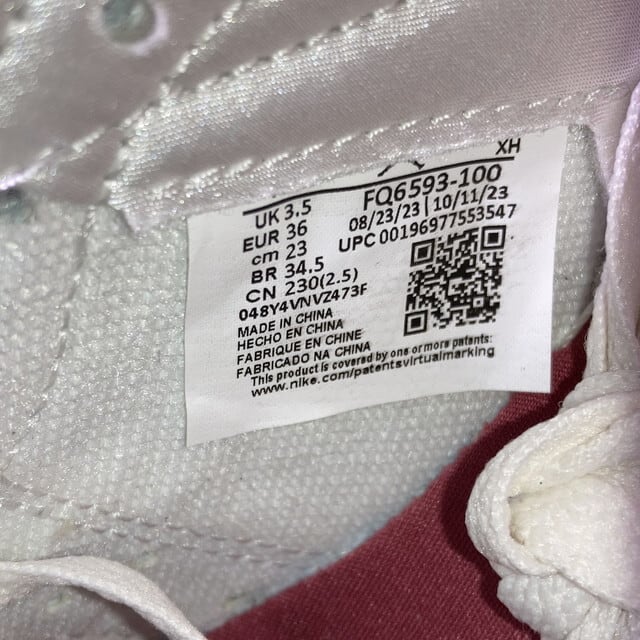 XH
UK 3.5
EUR 36
cm 23
BR 34.5
CN 230(2.5)
FQ6593-100
08/23/23 | 10/11/23
UPC 00196977553547
048Y4VNVZ473F
MADE IN CHINA
HECHO EN CHINA
FABRIQUE EN CHINE
FABRICADO NA CHINA
This product is covered by one or more patents:
www.nike.com/patentsvirtualmarking